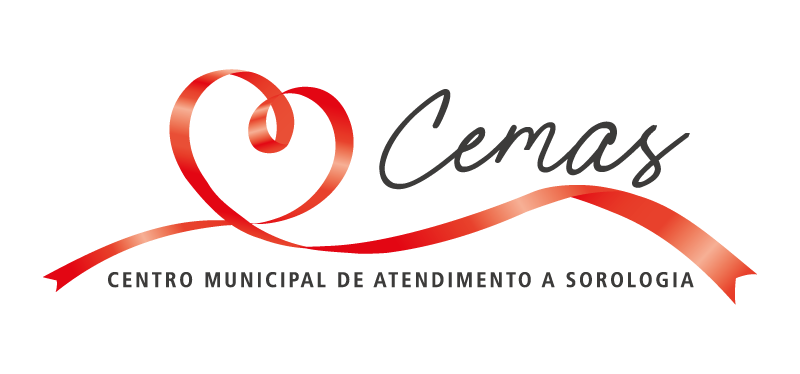 Cemas
CENTRO MUNICIPAL DE ATENDIMENTO A SOROLOGIA